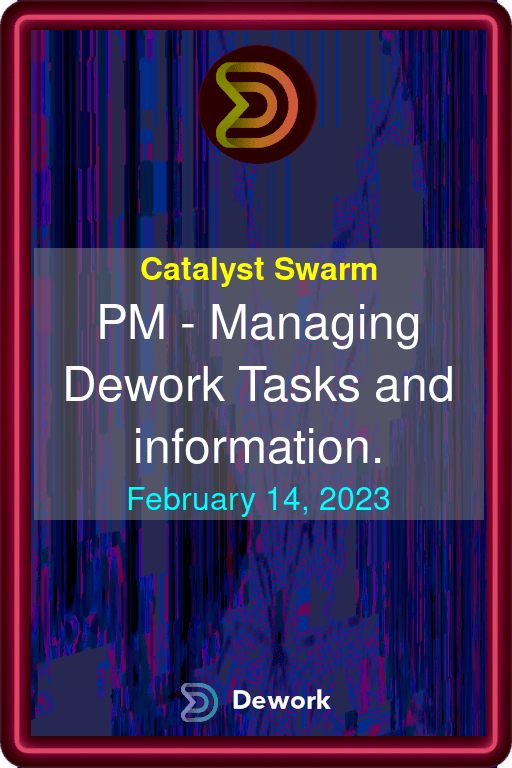 Catalyst Swarm
PM - Managing
Dework Tasks and
information.
February 14, 2023
Dework